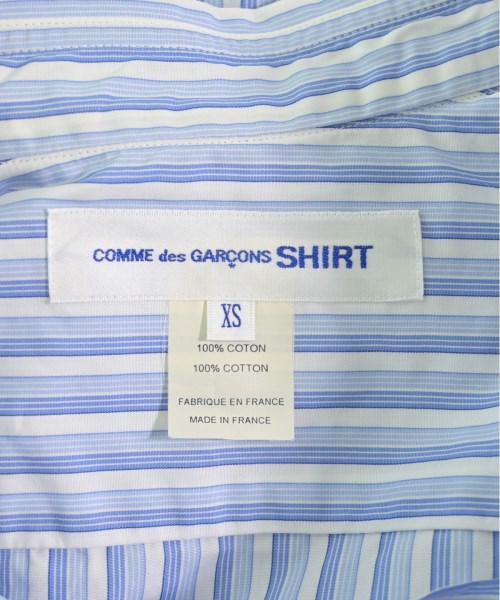 COMME des GARÇONS SHIRT
XS
100% COTON
100% COTTON
FABRIQUE EN FRANCE
MADE IN FRANCE